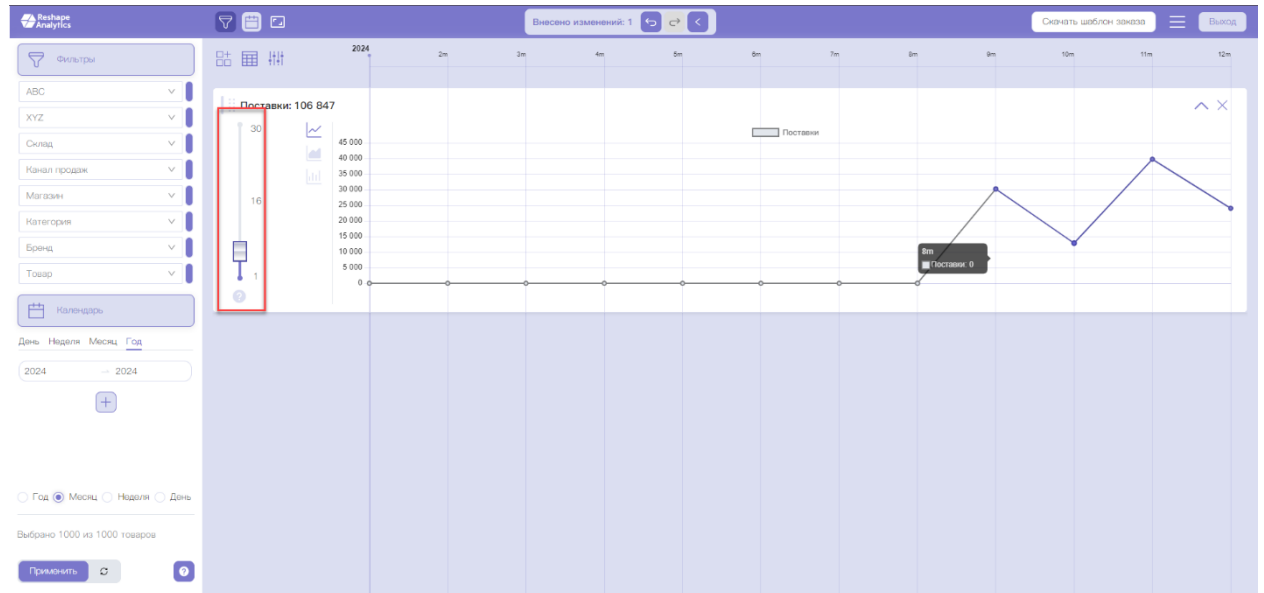 Reshape
Analytics
Внесено изменений: 1
Скачать шаблон заказа
Выход
Фильтры
ABC
XYZ
Склад
Канал продаж
Магазин
Категория
Бренд
Товар
Календарь
День Неделя Месяц Год
2024 → 2024
+
Год Месяц Неделя День
Выбрано 1000 из 1000 товаров
Применить
?
2024 2m 3m 4m 5m 6m 7m 8m 9m 10m 11m 12m
Поставки: 106 847
30
16
1
?
Поставки
45 000
40 000
35 000
30 000
25 000
20 000
15 000
10 000
5 000
0
8m
Поставки: 0